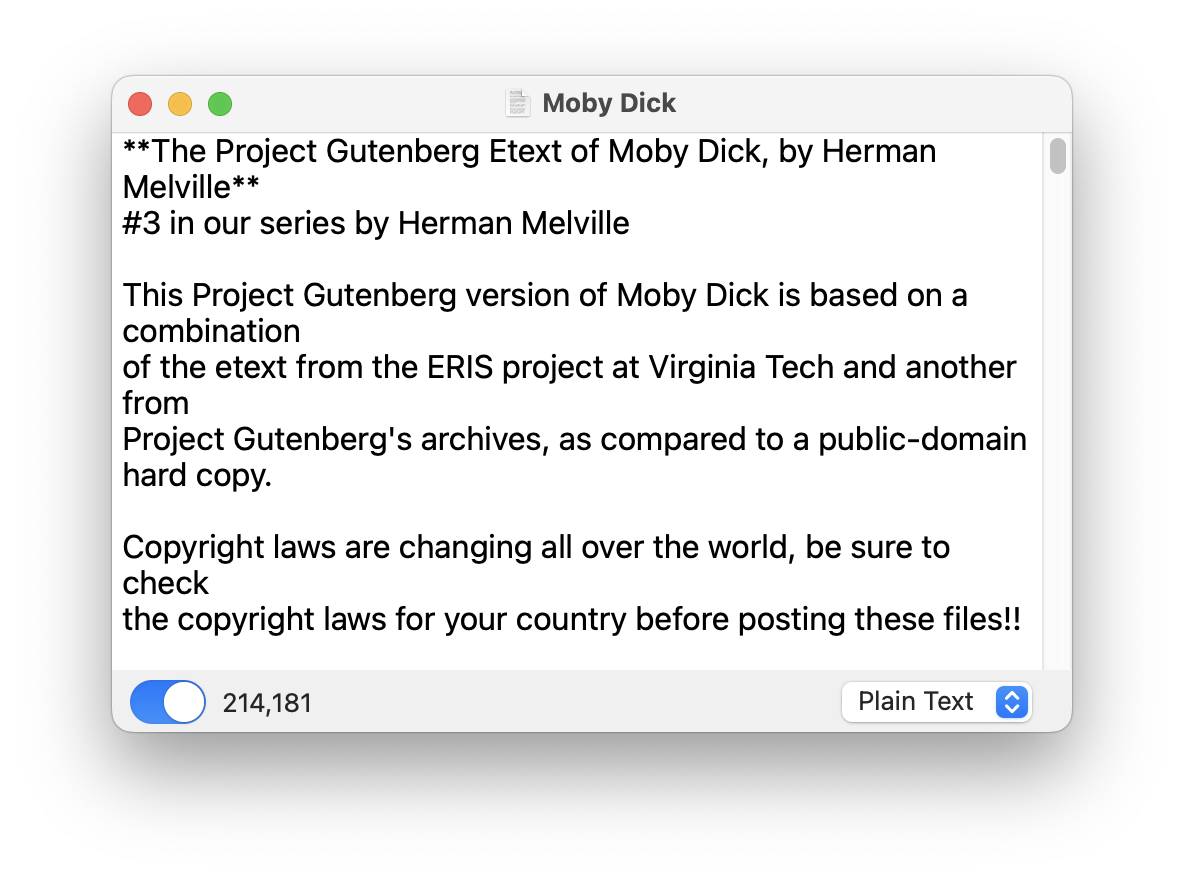 Moby Dick
**The Project Gutenberg Etext of Moby Dick, by Herman
Melville**
#3 in our series by Herman Melville
This Project Gutenberg version of Moby Dick is based on a
combination
of the etext from the ERIS project at Virginia Tech and another
from
Project Gutenberg's archives, as compared to a public-domain
hard copy.
Copyright laws are changing all over the world, be sure to
check
the copyright laws for your country before posting these files!!
214,181
Plain Text